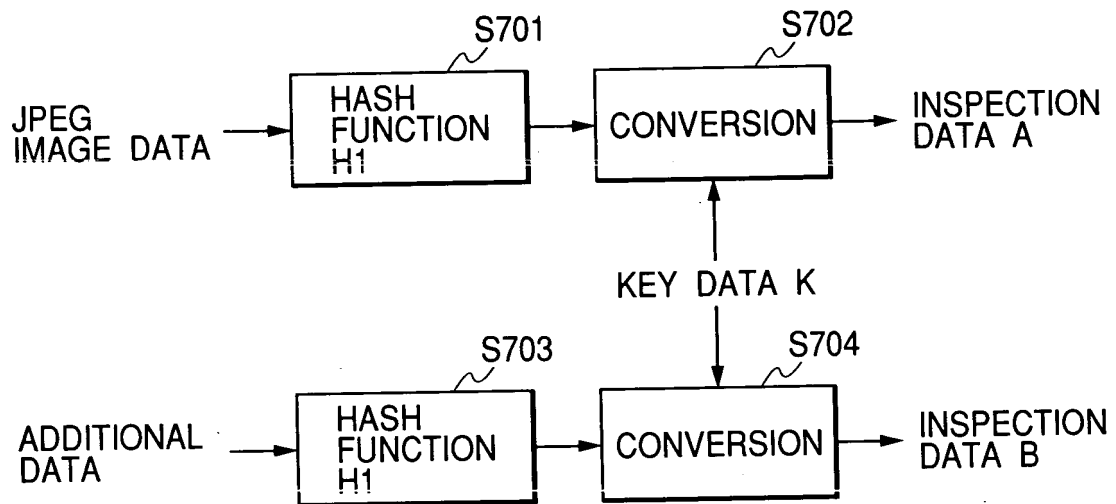 S701
S702
JPEG
IMAGE DATA
HASH
FUNCTION
H1
CONVERSION
INSPECTION
DATA A
KEY DATA K
S703
S704
ADDITIONAL
DATA
HASH
FUNCTION
H1
CONVERSION
INSPECTION
DATA B